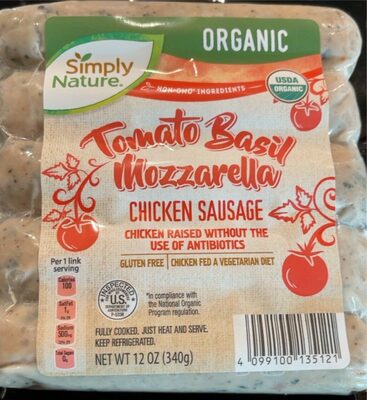 ORGANIC
Simply
Nature®
NON-GMO* INGREDIENTS
USDA
ORGANIC
Tomato Basil
Mozzarella
CHICKEN SAUSAGE
CHICKEN RAISED WITHOUT THE
USE OF ANTIBIOTICS
GLUTEN FREE | CHICKEN FED A VEGETARIAN DIET
Per 1 link
serving
Calories
100
Sat Fat
1g
Sodium
500mg
Total Sugars
0g
INSPECTED
U.S.
DEPARTMENT OF
AGRICULTURE
*in compliance with
the National Organic
Program regulation.
FULLY COOKED. JUST HEAT AND SERVE.
KEEP REFRIGERATED.
NET WT 12 OZ (340g)
4 099100 135121